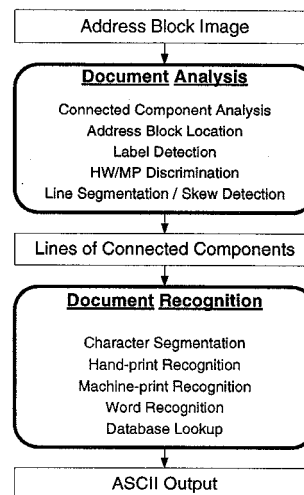 Address Block Image
Document Analysis
Connected Component Analysis
Address Block Location
Label Detection
HW/MP Discrimination
Line Segmentation / Skew Detection
Lines of Connected Components
Document Recognition
Character Segmentation
Hand-print Recognition
Machine-print Recognition
Word Recognition
Database Lookup
ASCII Output